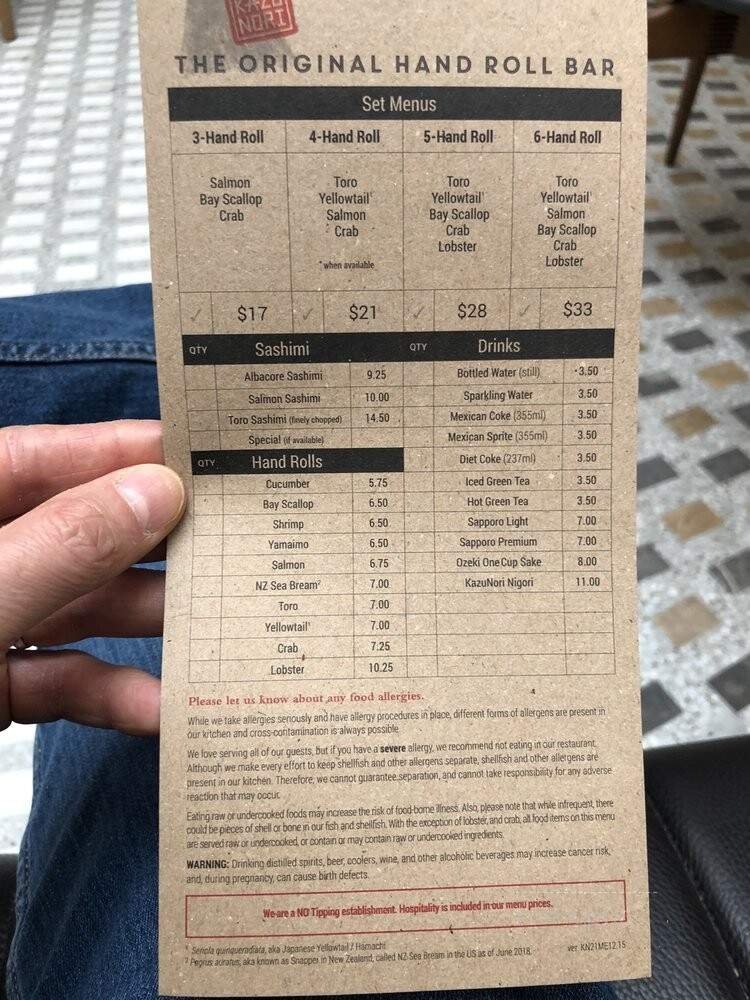 KAZU
NORI
THE ORIGINAL HAND ROLL BAR
Set Menus
3-Hand Roll 4-Hand Roll 5-Hand Roll 6-Hand Roll
Salmon Toro Toro Toro
Bay Scallop Yellowtail¹ Yellowtail¹ Yellowtail¹
Crab Salmon Bay Scallop Salmon
Crab Crab Bay Scallop
Lobster Crab
*when available Lobster
✓ $17 ✓ $21 ✓ $28 ✓ $33
QTY Sashimi QTY Drinks
Albacore Sashimi 9.25 Bottled Water (still) 3.50
Salmon Sashimi 10.00 Sparkling Water 3.50
Toro Sashimi (finely chopped) 14.50 Mexican Coke (355ml) 3.50
Special (if available) Mexican Sprite (355ml) 3.50
QTY Hand Rolls Diet Coke (237ml) 3.50
Cucumber 5.75 Iced Green Tea 3.50
Bay Scallop 6.50 Hot Green Tea 3.50
Shrimp 6.50 Sapporo Light 7.00
Yamaimo 6.50 Sapporo Premium 7.00
Salmon 6.75 Ozeki One Cup Sake 8.00
NZ Sea Bream² 7.00 KazuNori Nigori 11.00
Toro 7.00
Yellowtail¹ 7.00
Crab 7.25
Lobster 10.25
Please let us know about any food allergies.
While we take allergies seriously and have allergy procedures in place, different forms of allergens are present in
our kitchen and cross-contamination is always possible.
We love serving all of our guests, but if you have a severe allergy, we recommend not eating in our restaurant.
Although we make every effort to keep shellfish and other allergens separate, shellfish and other allergens are
present in our kitchen. Therefore, we cannot guarantee separation, and cannot take responsibility for any adverse
reaction that may occur.
Eating raw or undercooked foods may increase the risk of food-borne illness. Also, please note that while infrequent, there
could be pieces of shell or bone in our fish and shellfish. With the exception of lobster, and crab, all food items on this menu
are served raw or undercooked, or contain or may contain raw or undercooked ingredients.
WARNING: Drinking distilled spirits, beer, coolers, wine, and other alcoholic beverages may increase cancer risk,
and, during pregnancy, can cause birth defects.
We are a NO Tipping establishment. Hospitality is included in our menu prices.
¹ Seriola quinqueradiata, aka Japanese Yellowtail / Hamachi
² Pagrus auratus, aka known as Snapper in New Zealand, called NZ Sea Bream in the US as of June 2018. ver. KN21ME12.15